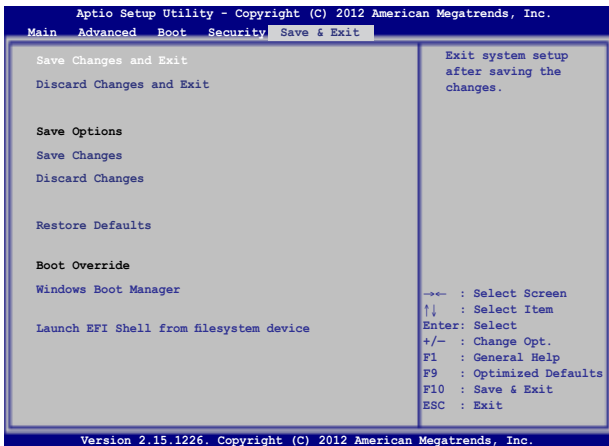 Aptio Setup Utility - Copyright (C) 2012 American Megatrends, Inc.
Main Advanced Boot Security Save & Exit
Save Changes and Exit
Discard Changes and Exit
Save Options
Save Changes
Discard Changes
Restore Defaults
Boot Override
Windows Boot Manager
Launch EFI Shell from filesystem device
Exit system setup
after saving the
changes.
→← : Select Screen
↑↓ : Select Item
Enter: Select
+/— : Change Opt.
F1 : General Help
F9 : Optimized Defaults
F10 : Save & Exit
ESC : Exit
Version 2.15.1226. Copyright (C) 2012 American Megatrends, Inc.